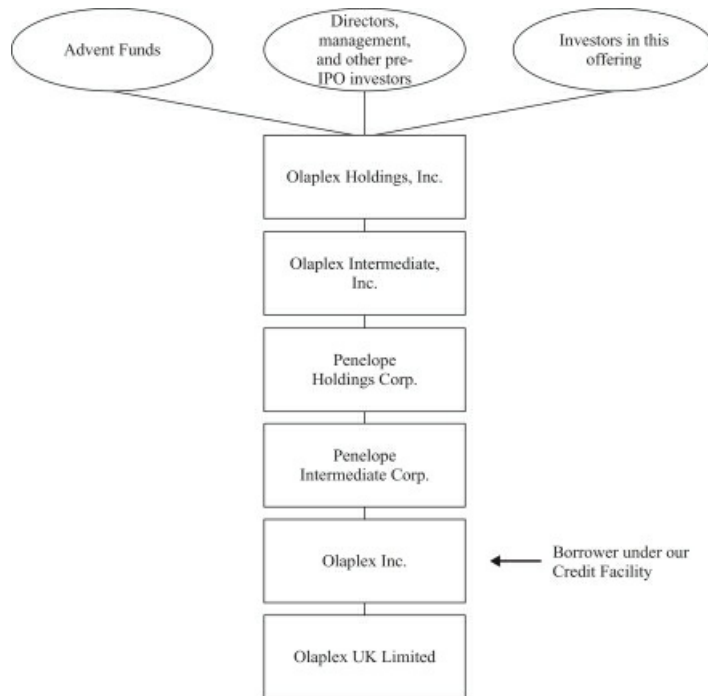 Advent Funds
Directors,
management,
and other pre-
IPO investors
Investors in this
offering
Olaplex Holdings, Inc.
Olaplex Intermediate,
Inc.
Penelope
Holdings Corp.
Penelope
Intermediate Corp.
Olaplex Inc.
Borrower under our
Credit Facility
Olaplex UK Limited